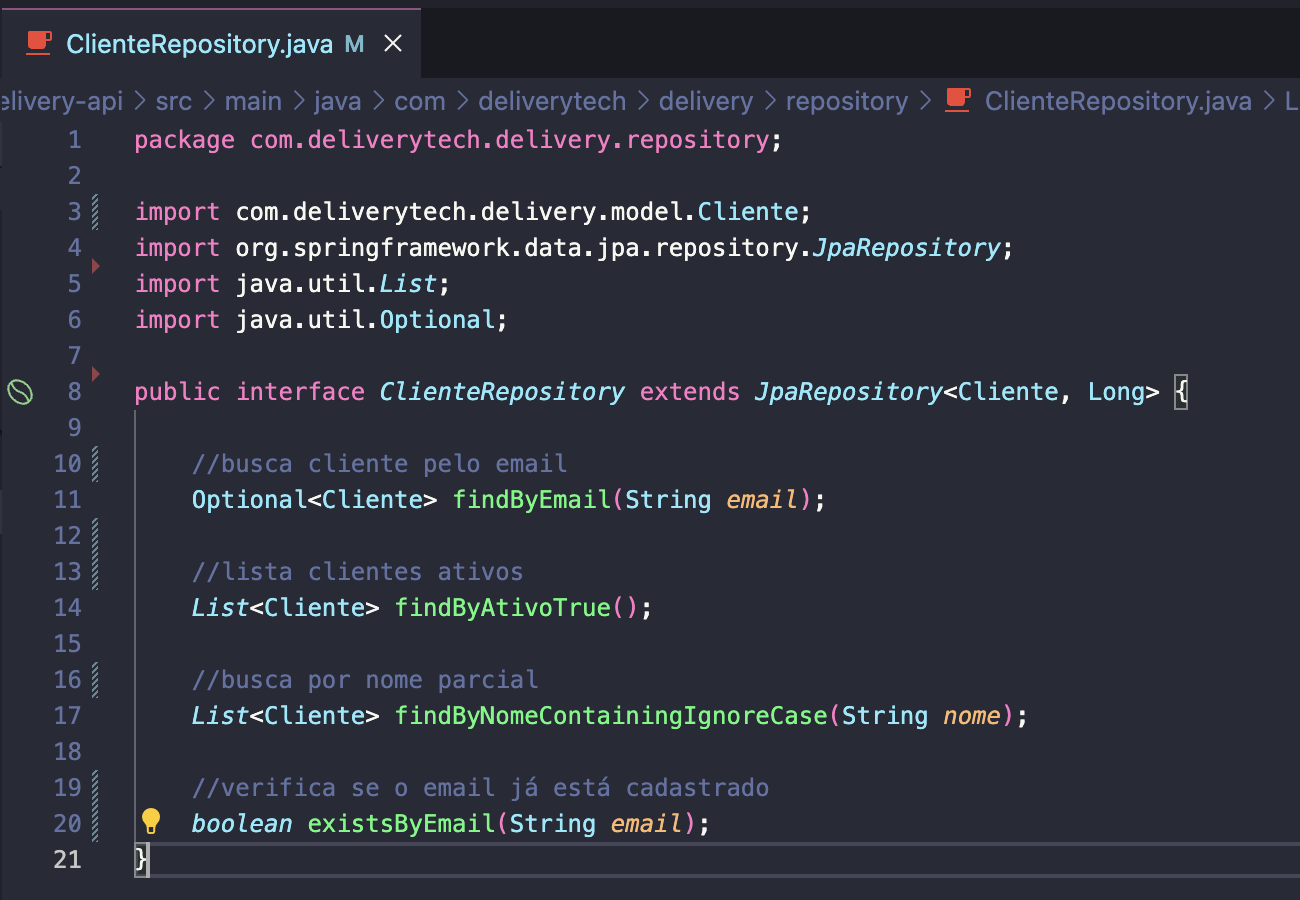 ClienteRepository.java M ×
elivery-api > src > main > java > com > deliverytech > delivery > repository > ClienteRepository.java > L
1 package com.deliverytech.delivery.repository;
2
3 import com.deliverytech.delivery.model.Cliente;
4 import org.springframework.data.jpa.repository.JpaRepository;
5 import java.util.List;
6 import java.util.Optional;
7
8 public interface ClienteRepository extends JpaRepository<Cliente, Long> {
9
10 //busca cliente pelo email
11 Optional<Cliente> findByEmail(String email);
12
13 //lista clientes ativos
14 List<Cliente> findByAtivoTrue();
15
16 //busca por nome parcial
17 List<Cliente> findByNomeContainingIgnoreCase(String nome);
18
19 //verifica se o email já está cadastrado
20 boolean existsByEmail(String email);
21 }